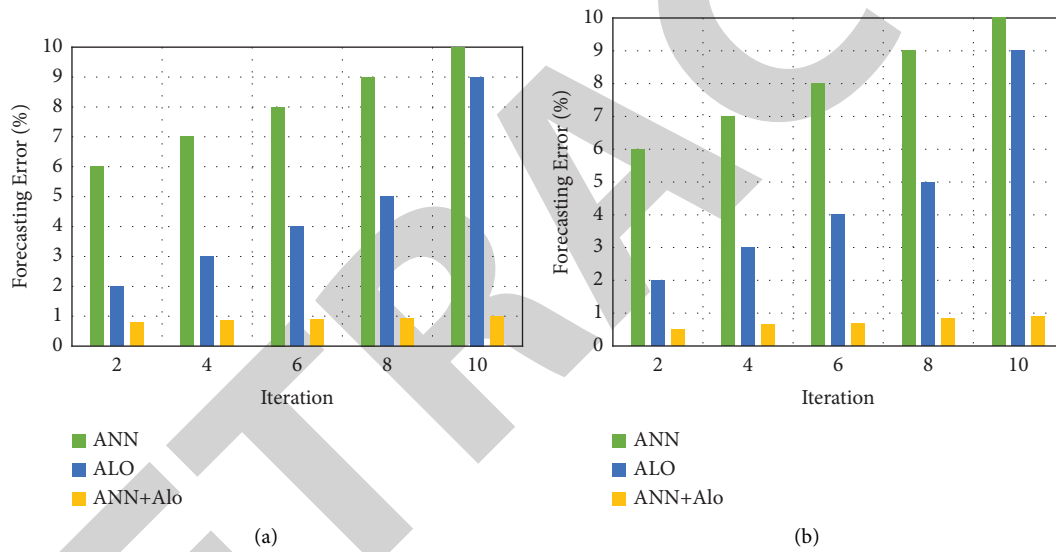 10
9
8
7
6
5
4
3
2
1
0
Forecasting Error (%)
2 4 6 8 10
Iteration
ANN
ALO
ANN+Alo
(a)
10
9
8
7
6
5
4
3
2
1
0
Forecasting Error (%)
2 4 6 8 10
Iteration
ANN
ALO
ANN+Alo
(b)
ETRAC